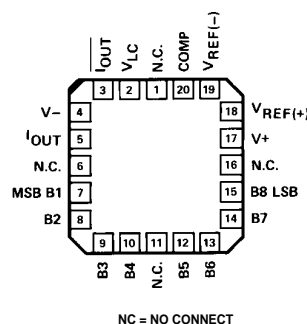 I̅O̅U̅T̅
VLC
N.C.
COMP
VREF(−)
3
2
1
20
19
V− 4
18 VREF(+)
IOUT 5
17 V+
N.C. 6
16 N.C.
MSB B1 7
15 B8 LSB
B2 8
14 B7
9
10
11
12
13
B3
B4
N.C.
B5
B6
NC = NO CONNECT